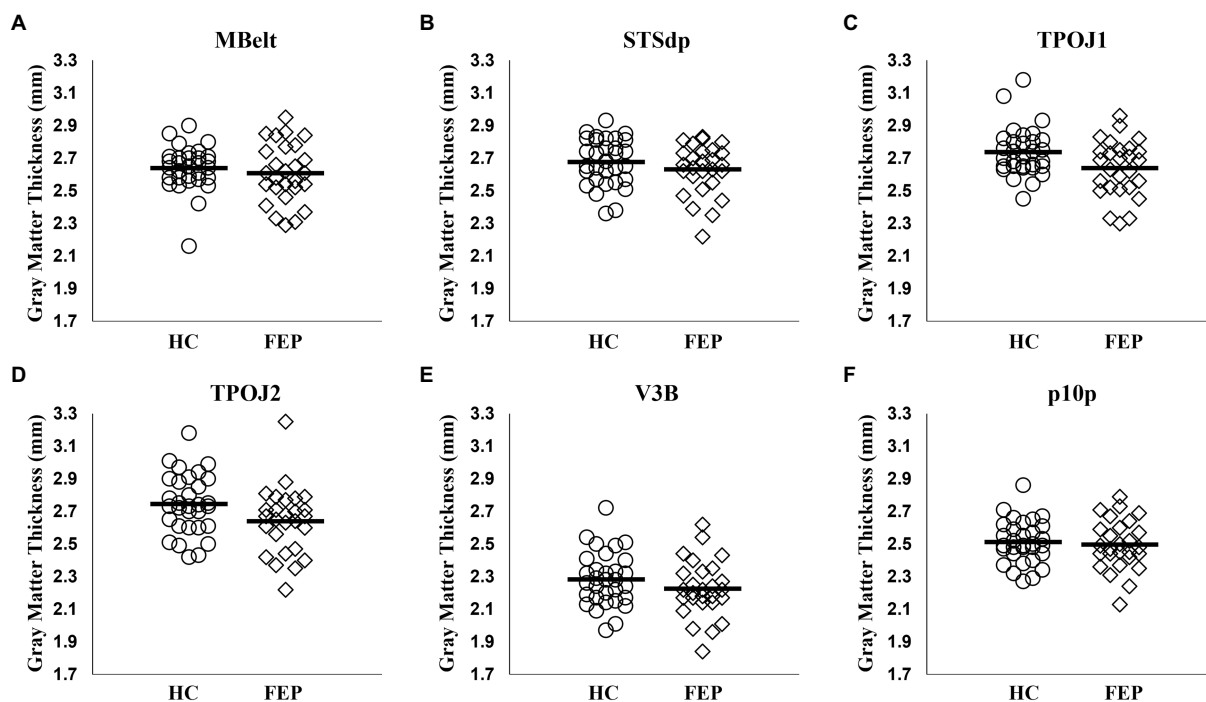 A
MBelt
Gray Matter Thickness (mm)
3.3
3.1
2.9
2.7
2.5
2.3
2.1
1.9
1.7
HC FEP
B
STSdp
Gray Matter Thickness (mm)
3.3
3.1
2.9
2.7
2.5
2.3
2.1
1.9
1.7
HC FEP
C
TPOJ1
Gray Matter Thickness (mm)
3.3
3.1
2.9
2.7
2.5
2.3
2.1
1.9
1.7
HC FEP
D
TPOJ2
Gray Matter Thickness (mm)
3.3
3.1
2.9
2.7
2.5
2.3
2.1
1.9
1.7
HC FEP
E
V3B
Gray Matter Thickness (mm)
3.3
3.1
2.9
2.7
2.5
2.3
2.1
1.9
1.7
HC FEP
F
p10p
Gray Matter Thickness (mm)
3.3
3.1
2.9
2.7
2.5
2.3
2.1
1.9
1.7
HC FEP